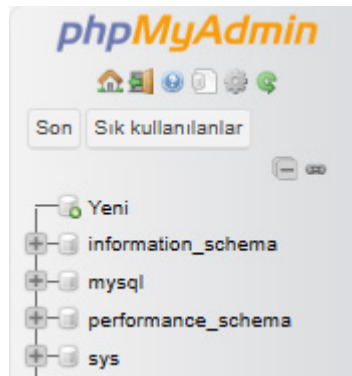 phpMyAdmin
Son Sık kullanılanlar
Yeni
information_schema
mysql
performance_schema
sys